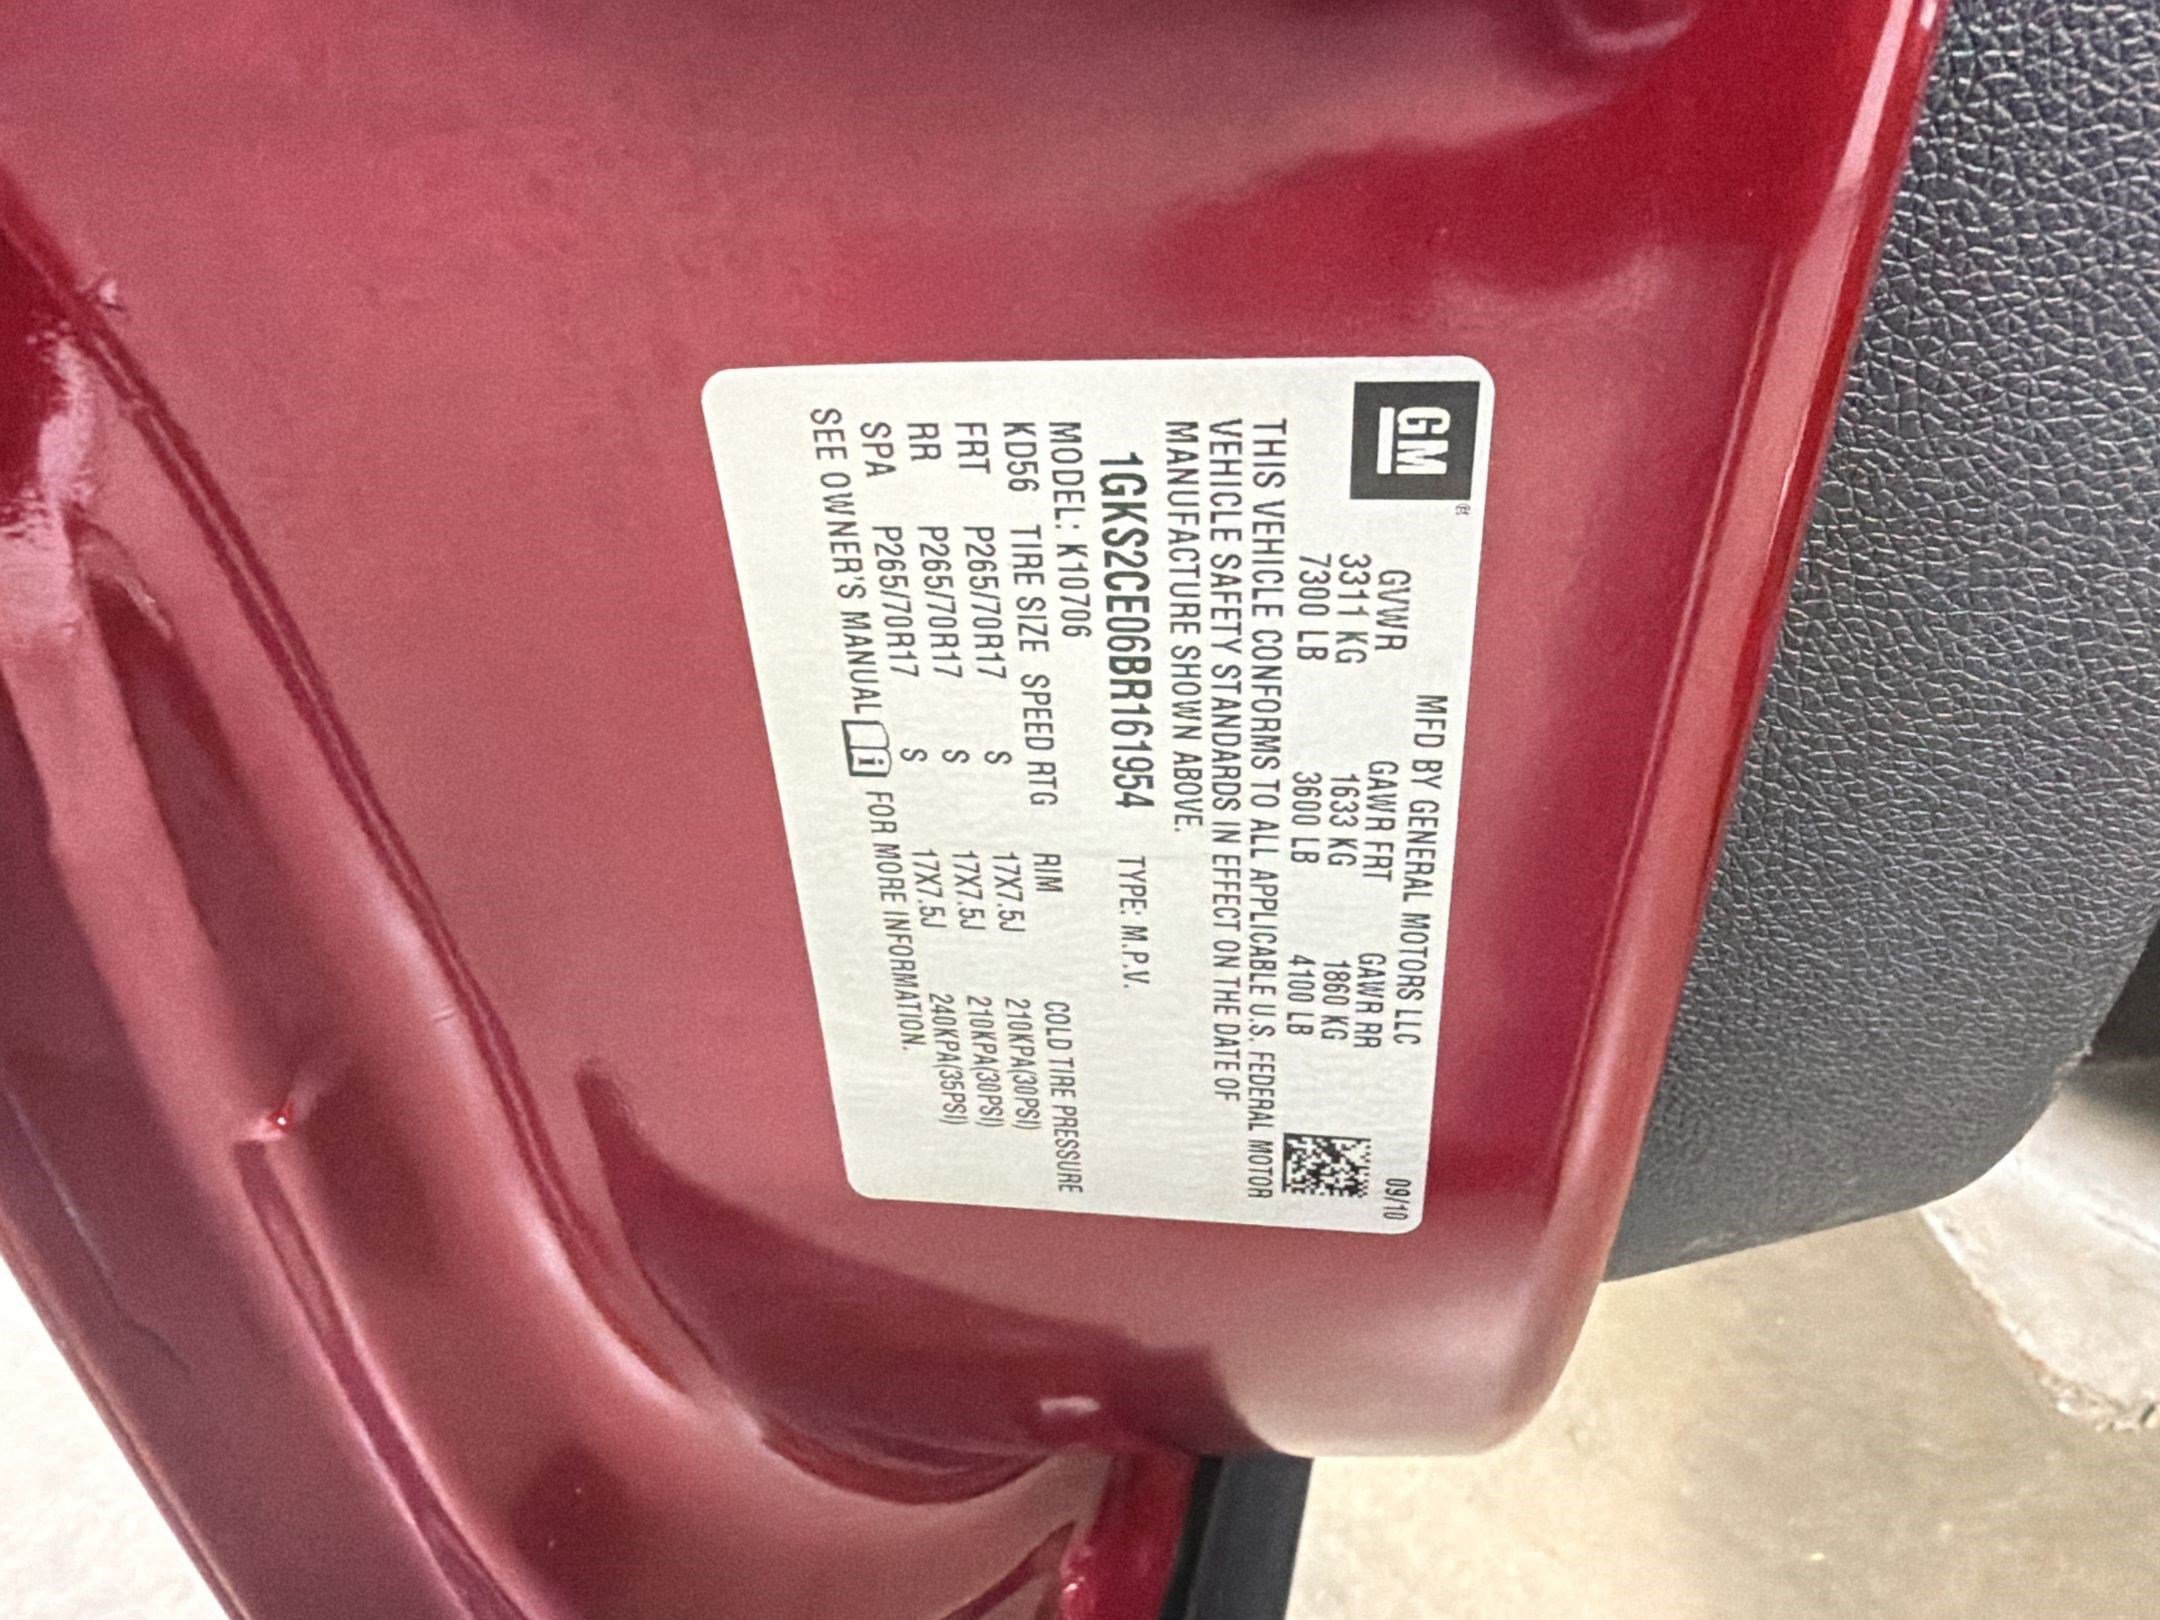 GM ®
MFD BY GENERAL MOTORS LLC 09/10
GVWR GAWR FRT GAWR RR
3311 KG 1633 KG 1860 KG
7300 LB 3600 LB 4100 LB
THIS VEHICLE CONFORMS TO ALL APPLICABLE U.S. FEDERAL MOTOR
VEHICLE SAFETY STANDARDS IN EFFECT ON THE DATE OF
MANUFACTURE SHOWN ABOVE.
1GKS2CE06BR161954 TYPE: M.P.V.
MODEL: K10706
KD56 TIRE SIZE SPEED RTG RIM COLD TIRE PRESSURE
FRT P265/70R17 S 17X7.5J 210KPA(30PSI)
RR P265/70R17 S 17X7.5J 210KPA(30PSI)
SPA P265/70R17 S 17X7.5J 240KPA(35PSI)
SEE OWNER'S MANUAL i FOR MORE INFORMATION.